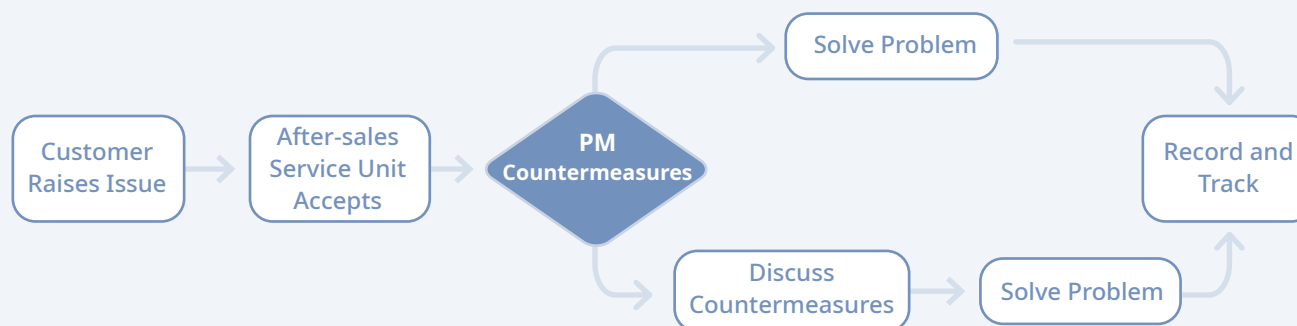 Customer
Raises Issue
After-sales
Service Unit
Accepts
PM
Countermeasures
Solve Problem
Discuss
Countermeasures
Solve Problem
Record and
Track